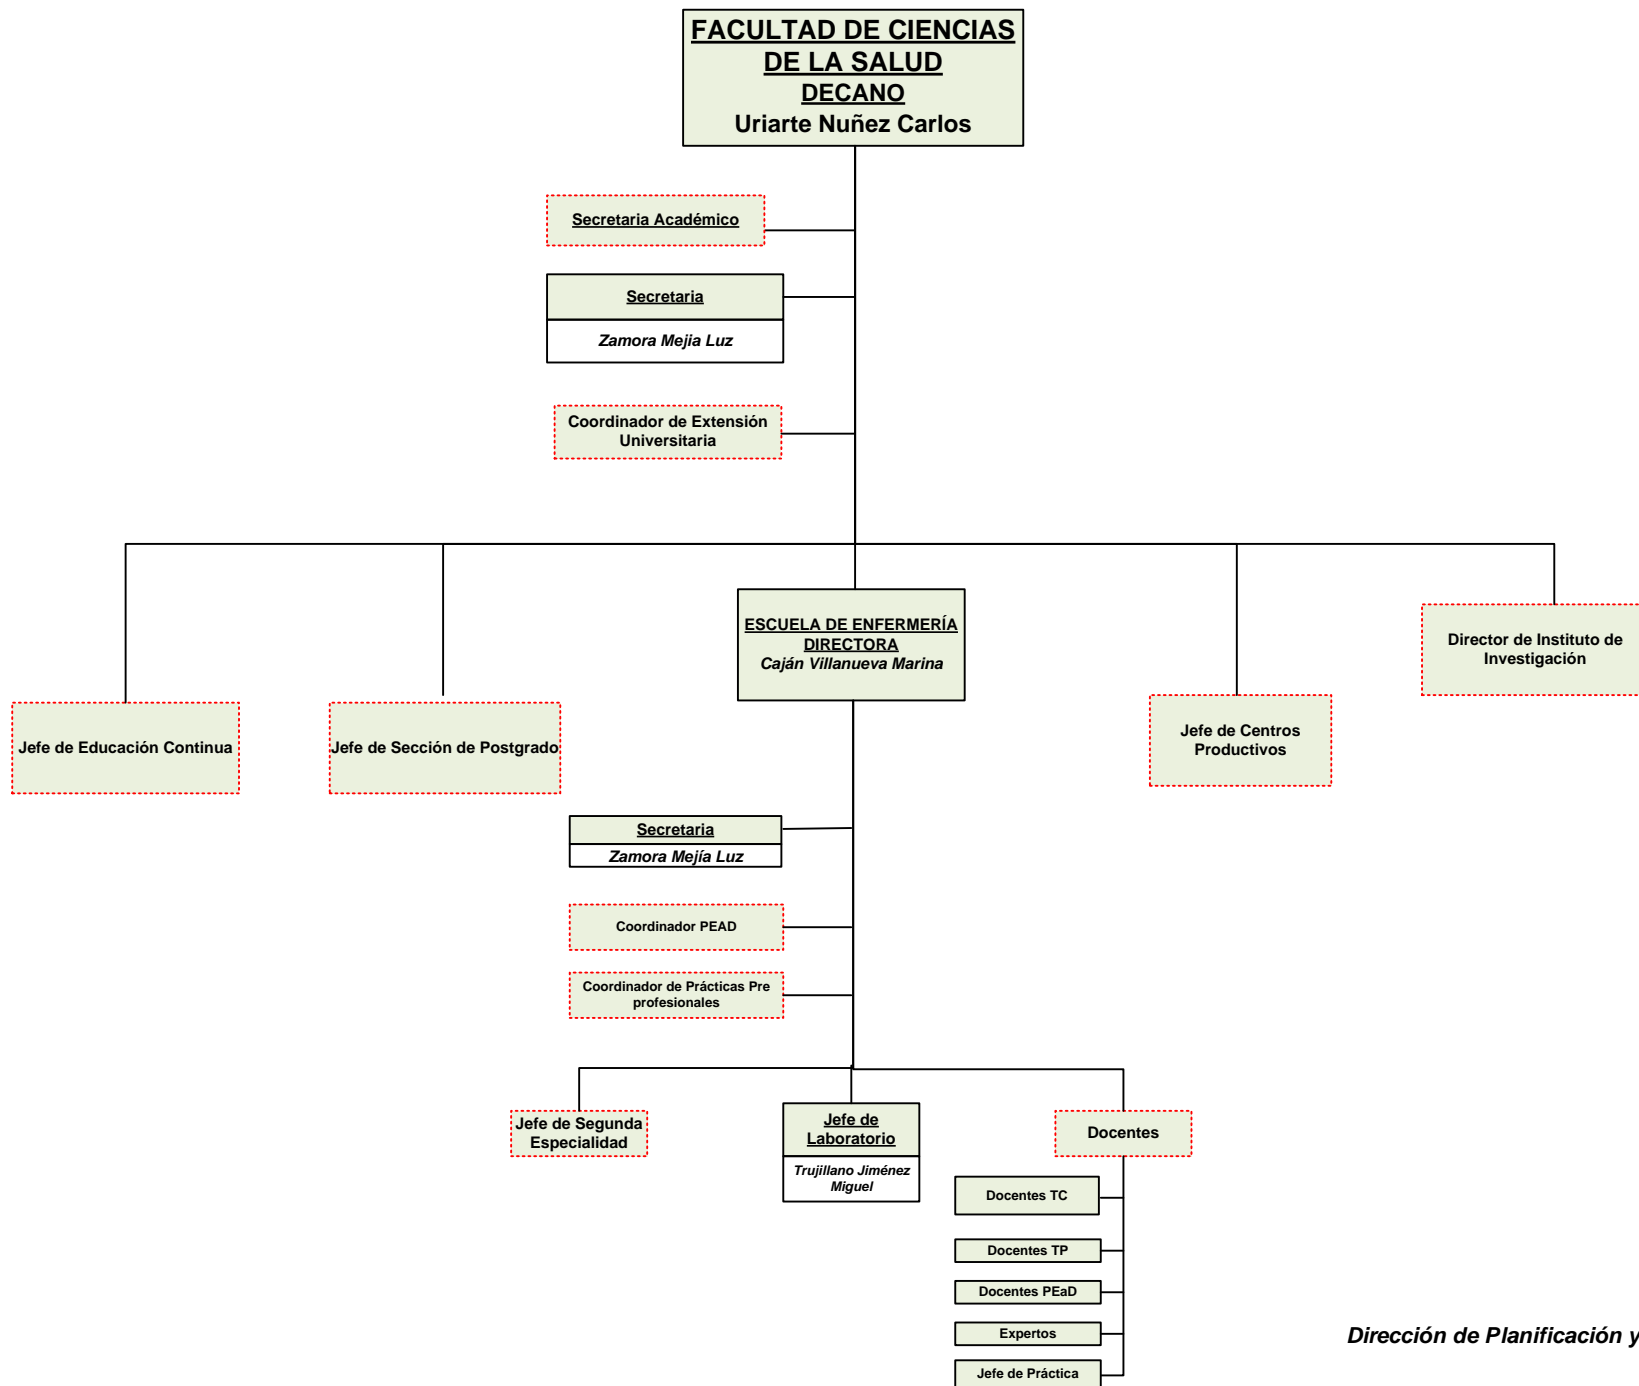 FACULTAD DE CIENCIAS
DE LA SALUD
DECANO
Uriarte Nuñez Carlos
Secretaria Académico
Secretaria
Zamora Mejia Luz
Coordinador de Extensión
Universitaria
ESCUELA DE ENFERMERÍA
DIRECTORA
Caján Villanueva Marina
Director de Instituto de
Investigación
Jefe de Educación Continua
Jefe de Sección de Postgrado
Jefe de Centros
Productivos
Secretaria
Zamora Mejía Luz
Coordinador PEAD
Coordinador de Prácticas Pre
profesionales
Jefe de Segunda
Especialidad
Jefe de
Laboratorio
Trujillano Jiménez
Miguel
Docentes
Docentes TC
Docentes TP
Docentes PEaD
Expertos
Jefe de Práctica
Dirección de Planificación y